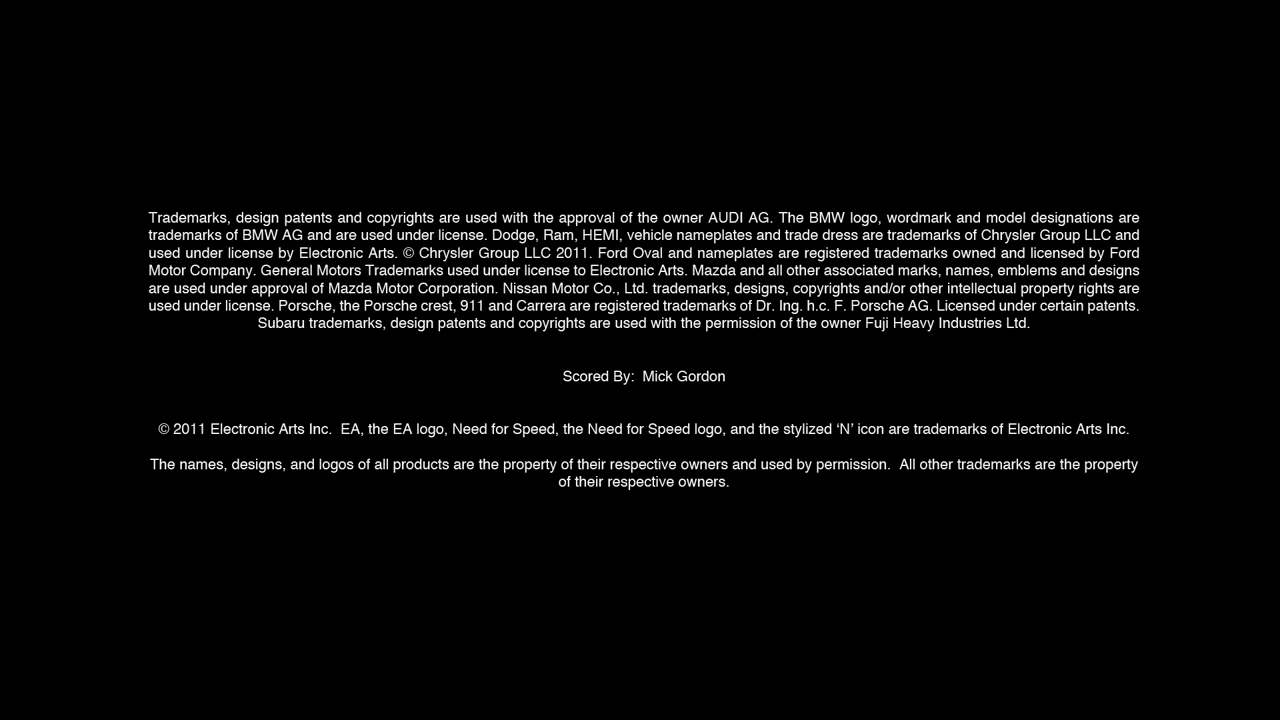 Trademarks, design patents and copyrights are used with the approval of the owner AUDI AG. The BMW logo, wordmark and model designations are
trademarks of BMW AG and are used under license. Dodge, Ram, HEMI, vehicle nameplates and trade dress are trademarks of Chrysler Group LLC and
used under license by Electronic Arts. © Chrysler Group LLC 2011. Ford Oval and nameplates are registered trademarks owned and licensed by Ford
Motor Company. General Motors Trademarks used under license to Electronic Arts. Mazda and all other associated marks, names, emblems and designs
are used under approval of Mazda Motor Corporation. Nissan Motor Co., Ltd. trademarks, designs, copyrights and/or other intellectual property rights are
used under license. Porsche, the Porsche crest, 911 and Carrera are registered trademarks of Dr. Ing. h.c. F. Porsche AG. Licensed under certain patents.
Subaru trademarks, design patents and copyrights are used with the permission of the owner Fuji Heavy Industries Ltd.
Scored By:  Mick Gordon
© 2011 Electronic Arts Inc.  EA, the EA logo, Need for Speed, the Need for Speed logo, and the stylized ‘N’ icon are trademarks of Electronic Arts Inc.
The names, designs, and logos of all products are the property of their respective owners and used by permission.  All other trademarks are the property
of their respective owners.